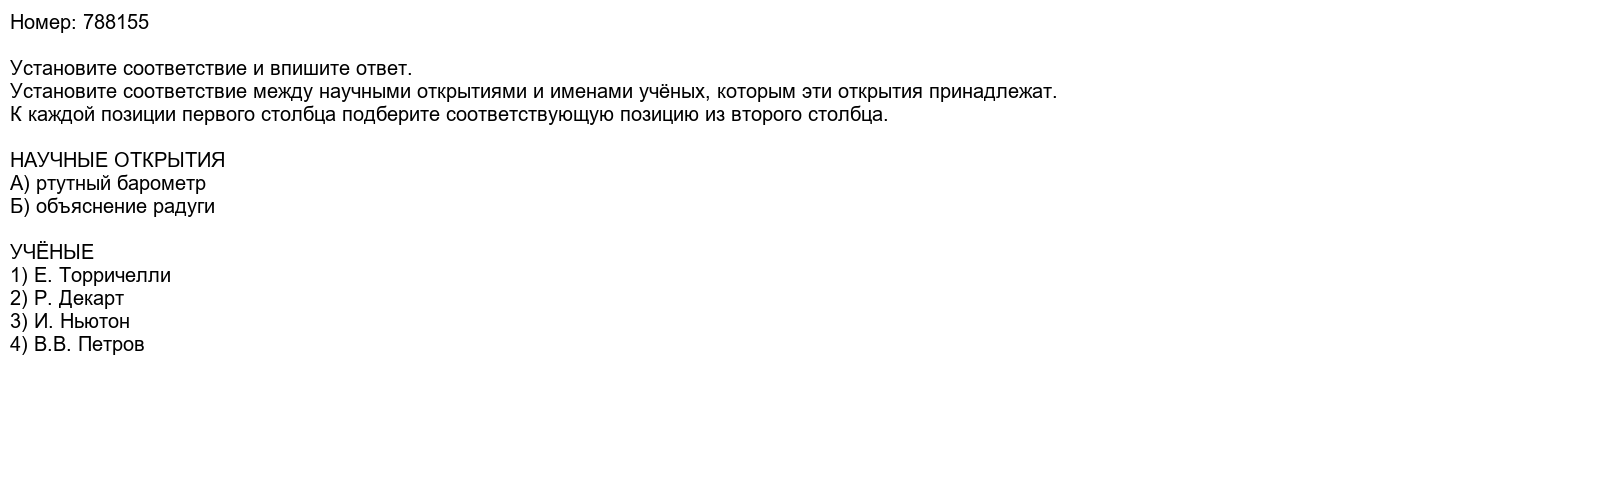 Номер: 788155
Установите соответствие и впишите ответ.
Установите соответствие между научными открытиями и именами учёных, которым эти открытия принадлежат.
К каждой позиции первого столбца подберите соответствующую позицию из второго столбца.
НАУЧНЫЕ ОТКРЫТИЯ
А) ртутный барометр
Б) объяснение радуги
УЧЁНЫЕ
1) Е. Торричелли
2) Р. Декарт
3) И. Ньютон
4) В.В. Петров